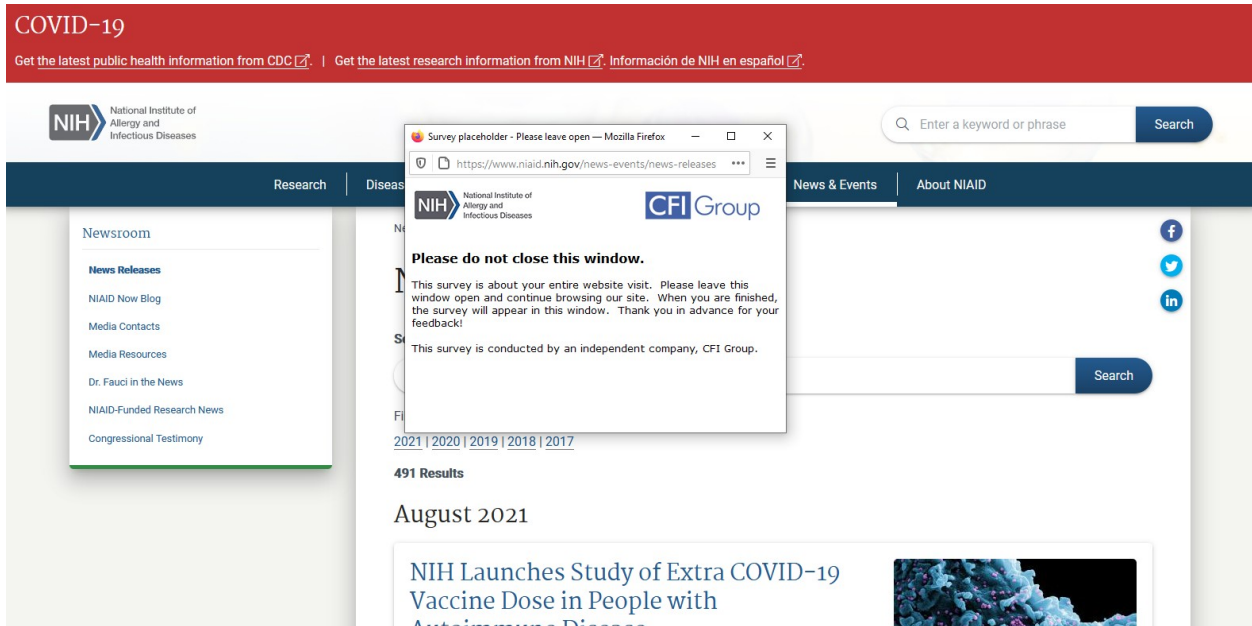 COVID-19
Get the latest public health information from CDC. | Get the latest research information from NIH. Información de NIH en español.
NIH National Institute of
Allergy and
Infectious Diseases
Enter a keyword or phrase
Search
Research
News & Events
About NIAID
Newsroom
News Releases
NIAID Now Blog
Media Contacts
Media Resources
Dr. Fauci in the News
NIAID-Funded Research News
Congressional Testimony
Survey placeholder - Please leave open — Mozilla Firefox
https://www.niaid.nih.gov/news-events/news-releases
NIH National Institute of
Allergy and
Infectious Diseases
CFI Group
Please do not close this window.
This survey is about your entire website visit. Please leave this
window open and continue browsing our site. When you are finished,
the survey will appear in this window. Thank you in advance for your
feedback!
This survey is conducted by an independent company, CFI Group.
Search
2021 | 2020 | 2019 | 2018 | 2017
491 Results
August 2021
NIH Launches Study of Extra COVID-19
Vaccine Dose in People with
Autoimmune Disease